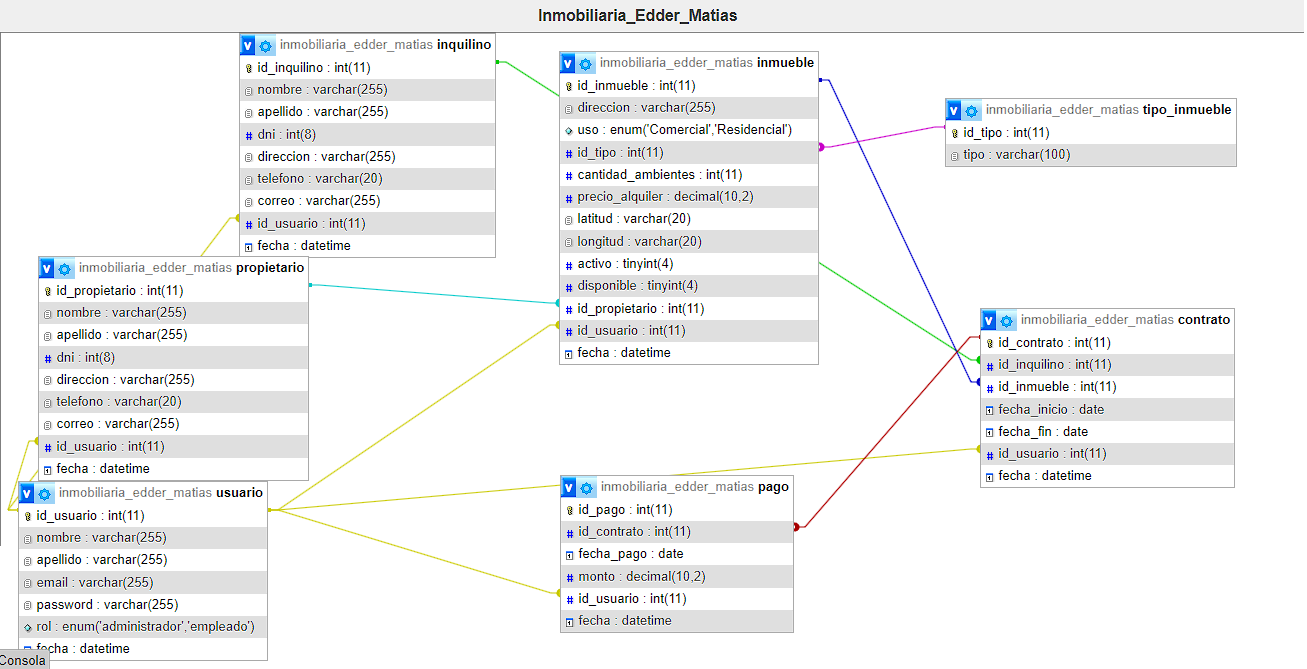 Inmobiliaria_Edder_Matias
inmobiliaria_edder_matias inquilino
id_inquilino : int(11)
nombre : varchar(255)
apellido : varchar(255)
dni : int(8)
direccion : varchar(255)
telefono : varchar(20)
correo : varchar(255)
id_usuario : int(11)
fecha : datetime
inmobiliaria_edder_matias propietario
id_propietario : int(11)
nombre : varchar(255)
apellido : varchar(255)
dni : int(8)
direccion : varchar(255)
telefono : varchar(20)
correo : varchar(255)
id_usuario : int(11)
fecha : datetime
inmobiliaria_edder_matias usuario
id_usuario : int(11)
nombre : varchar(255)
apellido : varchar(255)
email : varchar(255)
password : varchar(255)
rol : enum('administrador','empleado')
fecha : datetime
Consola
inmobiliaria_edder_matias inmueble
id_inmueble : int(11)
direccion : varchar(255)
uso : enum('Comercial','Residencial')
id_tipo : int(11)
cantidad_ambientes : int(11)
precio_alquiler : decimal(10,2)
latitud : varchar(20)
longitud : varchar(20)
activo : tinyint(4)
disponible : tinyint(4)
id_propietario : int(11)
id_usuario : int(11)
fecha : datetime
inmobiliaria_edder_matias pago
id_pago : int(11)
id_contrato : int(11)
fecha_pago : date
monto : decimal(10,2)
id_usuario : int(11)
fecha : datetime
inmobiliaria_edder_matias tipo_inmueble
id_tipo : int(11)
tipo : varchar(100)
inmobiliaria_edder_matias contrato
id_contrato : int(11)
id_inquilino : int(11)
id_inmueble : int(11)
fecha_inicio : date
fecha_fin : date
id_usuario : int(11)
fecha : datetime